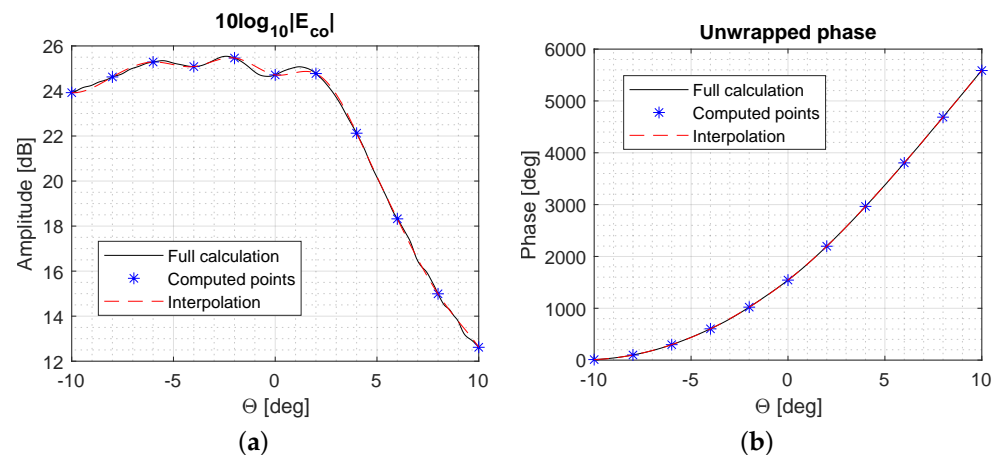 10log10|Eco|
26
24
22
20
18
16
14
12
Amplitude [dB]
Full calculation
Computed points
Interpolation
-10
-5
0
5
10
Θ [deg]
(a)
Unwrapped phase
6000
5000
4000
3000
2000
1000
0
Phase [deg]
Full calculation
Computed points
Interpolation
-10
-5
0
5
10
Θ [deg]
(b)